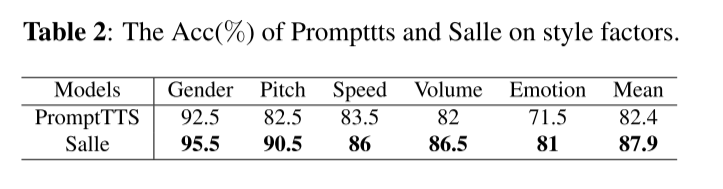 Table 2: The Acc(%) of Prompttts and Salle on style factors.
Models Gender Pitch Speed Volume Emotion Mean
PromptTTS 92.5 82.5 83.5 82 71.5 82.4
Salle 95.5 90.5 86 86.5 81 87.9